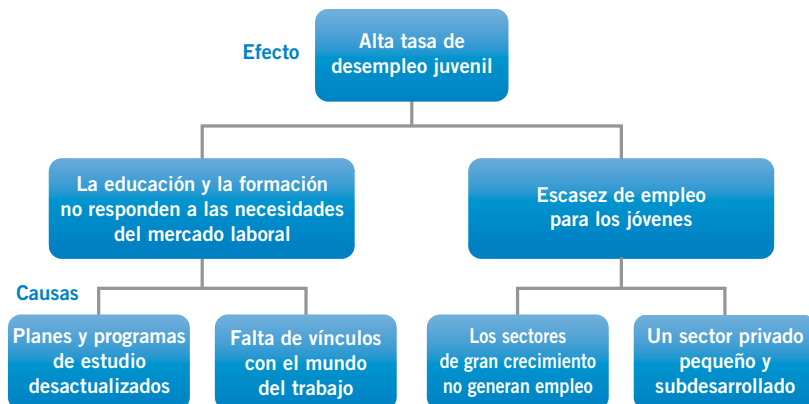 Efecto
Alta tasa de
desempleo juvenil
La educación y la formación
no responden a las necesidades
del mercado laboral
Escasez de empleo
para los jóvenes
Causas
Planes y programas
de estudio
desactualizados
Falta de vínculos
con el mundo
del trabajo
Los sectores
de gran crecimiento
no generan empleo
Un sector privado
pequeño y
subdesarrollado